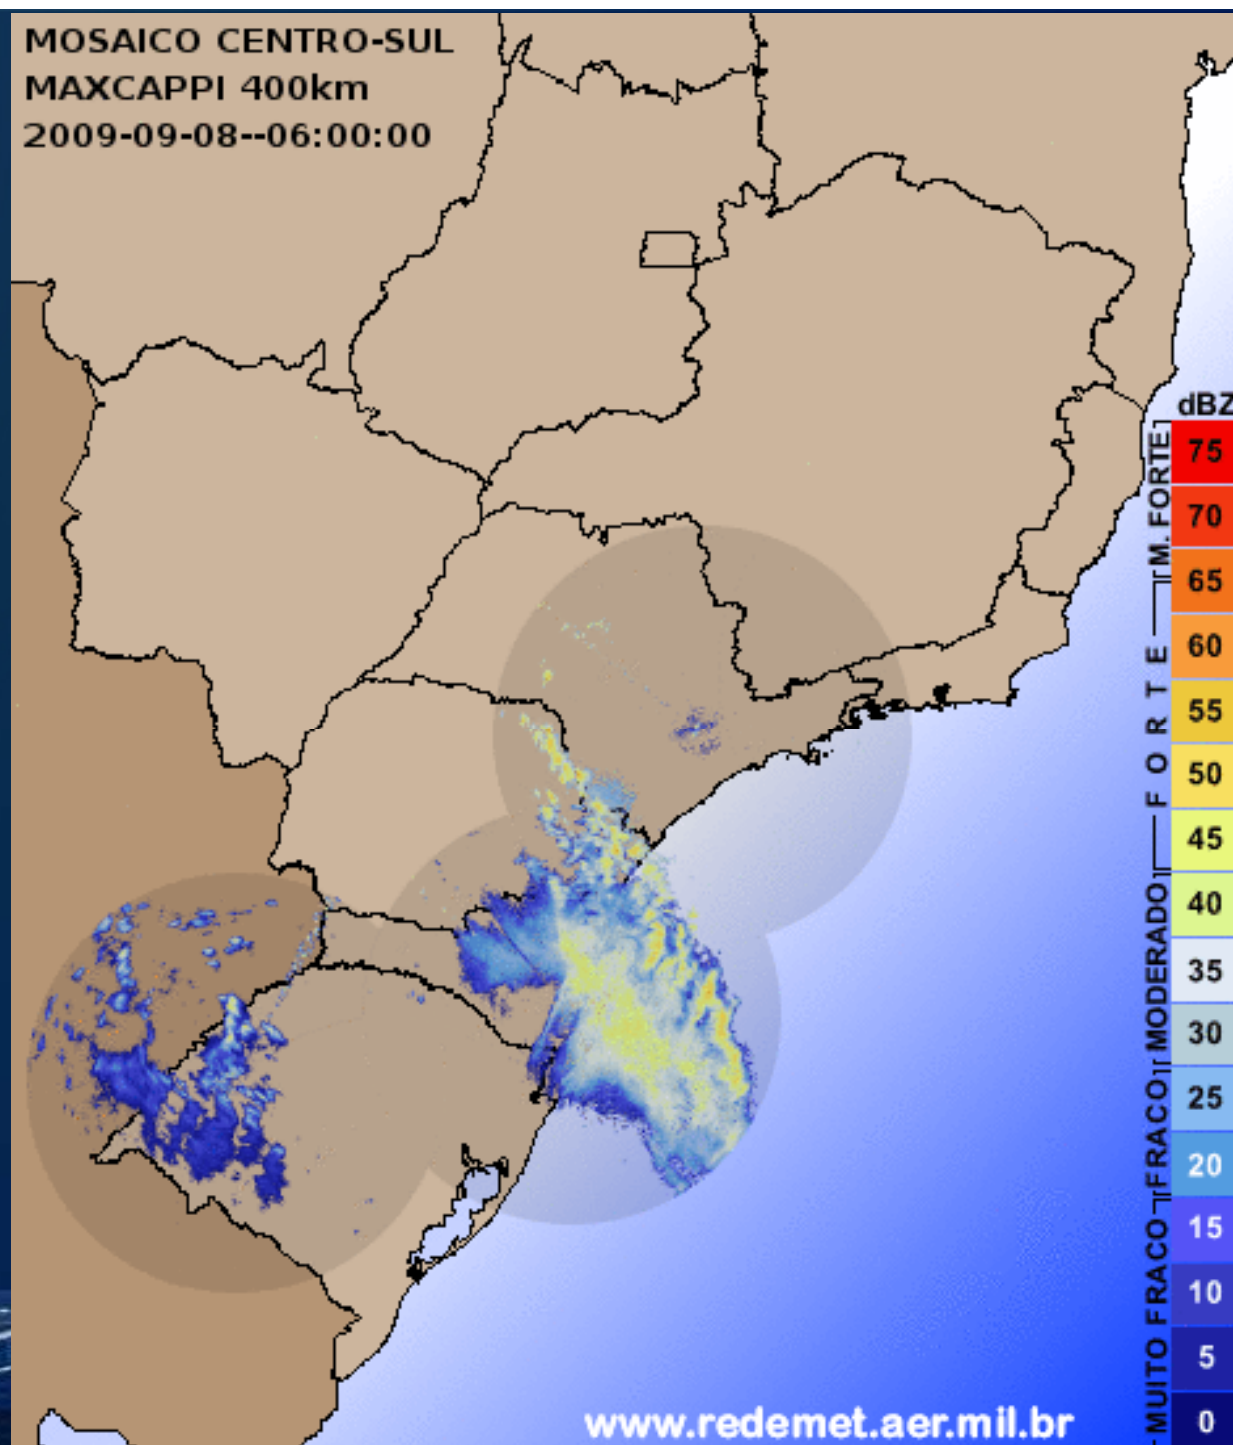 MOSAICO CENTRO-SUL
MAXCAPPI 400km
2009-09-08--06:00:00
dBZ
75
70
65
60
55
50
45
40
35
30
25
20
15
10
5
0
M. FORTE
FORTE
MODERADO
FRACO
MUITO FRACO
www.redemet.aer.mil.br